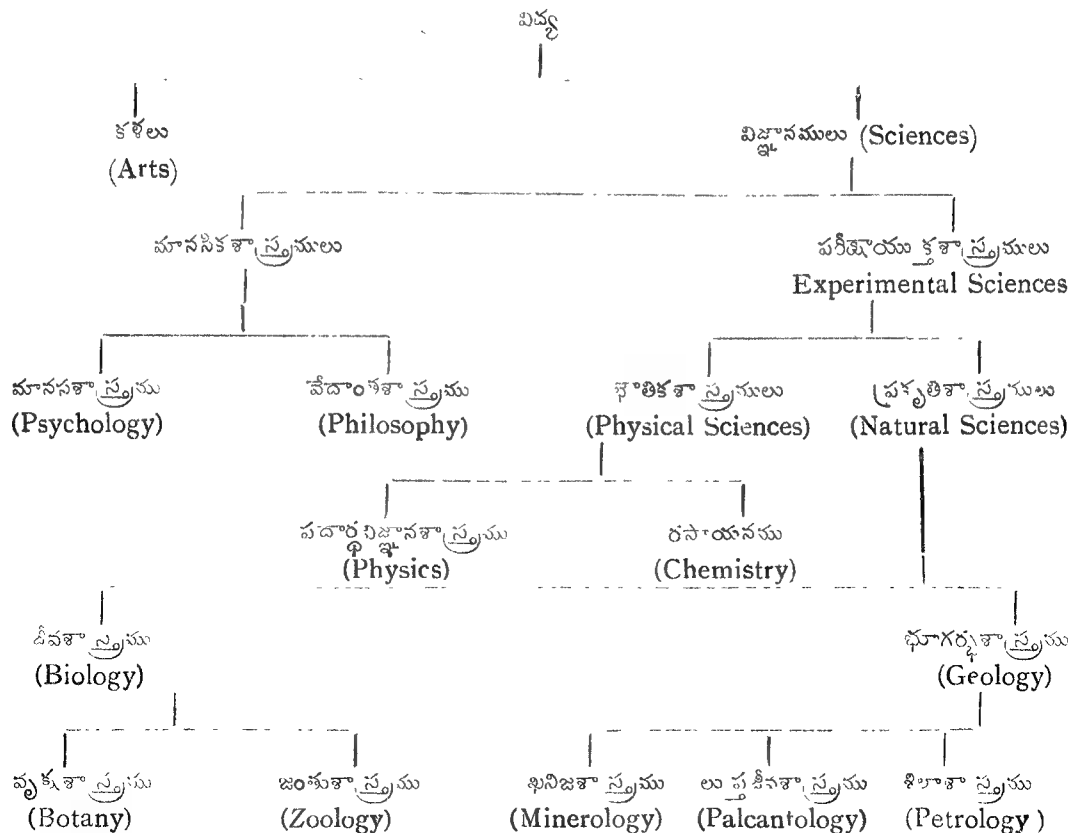 విద్య
కళలు
(Arts)
విజ్ఞానములు (Sciences)
మానసికశాస్త్రములు
పరీక్షాయుక్తశాస్త్రములు
Experimental Sciences
మానసశాస్త్రము
(Psychology)
వేదాంతశాస్త్రము
(Philosophy)
భౌతికశాస్త్రములు
(Physical Sciences)
ప్రకృతిశాస్త్రములు
(Natural Sciences)
పదార్థవిజ్ఞానశాస్త్రము
(Physics)
రసాయనము
(Chemistry)
జీవశాస్త్రము
(Biology)
భూగర్భశాస్త్రము
(Geology)
వృక్షశాస్త్రము
(Botany)
జంతుశాస్త్రము
(Zoology)
ఖనిజశాస్త్రము
(Minerology)
లుప్తజీవశాస్త్రము
(Palcantology)
శిలాశాస్త్రము
(Petrology)